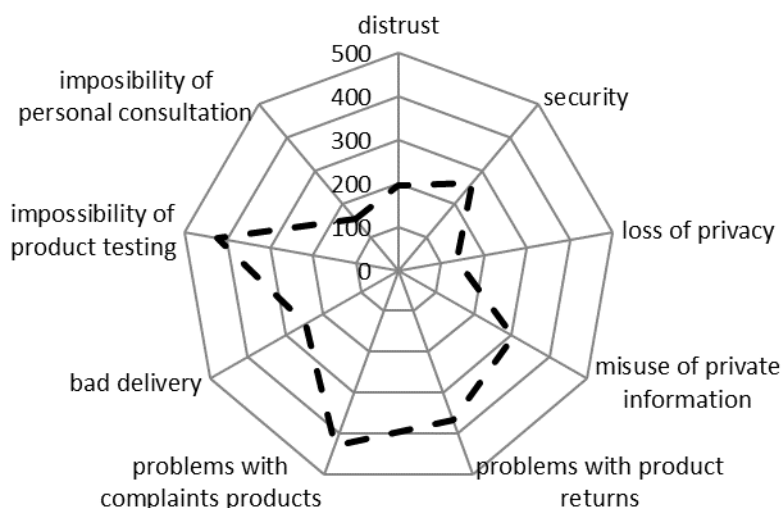 distrust
500
400
300
200
100
0
security
loss of privacy
misuse of private
information
problems with product
returns
problems with
complaints products
bad delivery
impossibility of
product testing
imposibility of
personal consultation